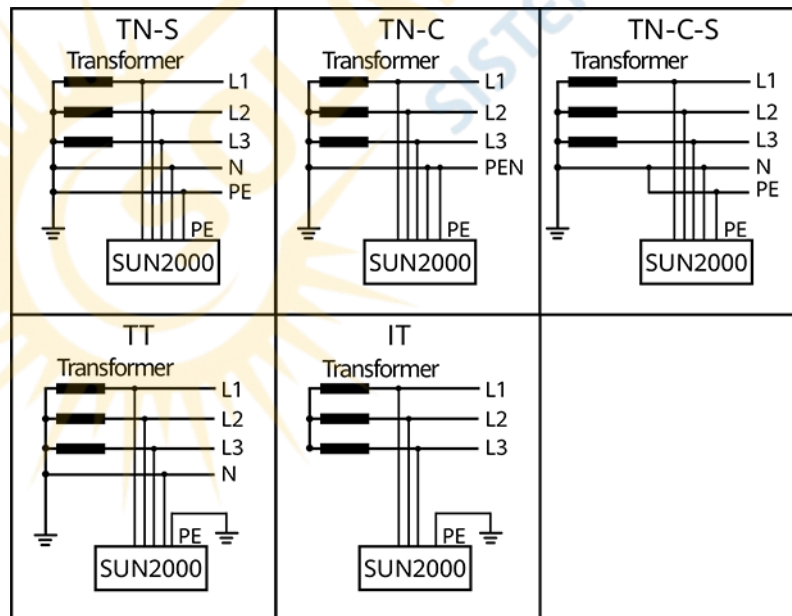 TN-S
Transformer
L1
L2
L3
N
PE
PE
SUN2000
TN-C
Transformer
L1
L2
L3
PEN
PE
SUN2000
TN-C-S
Transformer
L1
L2
L3
N
PE
PE
SUN2000
TT
Transformer
L1
L2
L3
N
PE
SUN2000
IT
Transformer
L1
L2
L3
PE
SUN2000